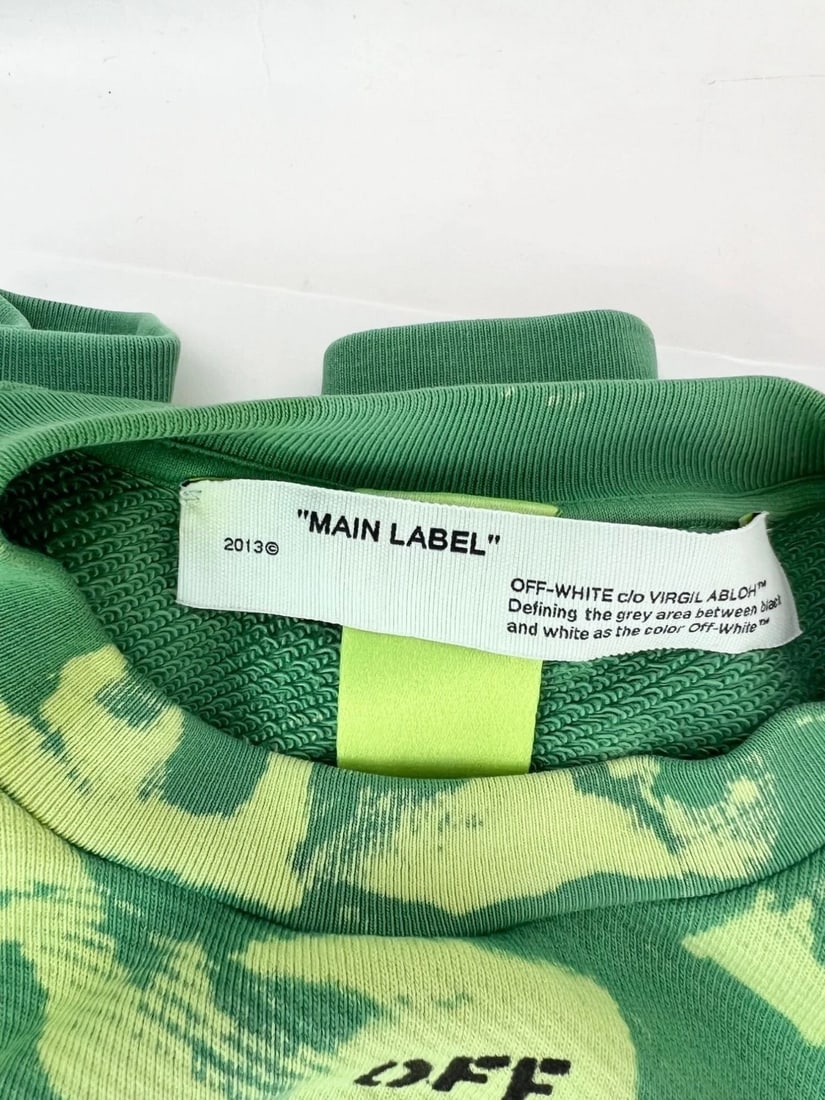 "MAIN LABEL"
2013©
OFF-WHITE c/o VIRGIL ABLOH™
Defining the grey area between black
and white as the color Off-White™
OFF